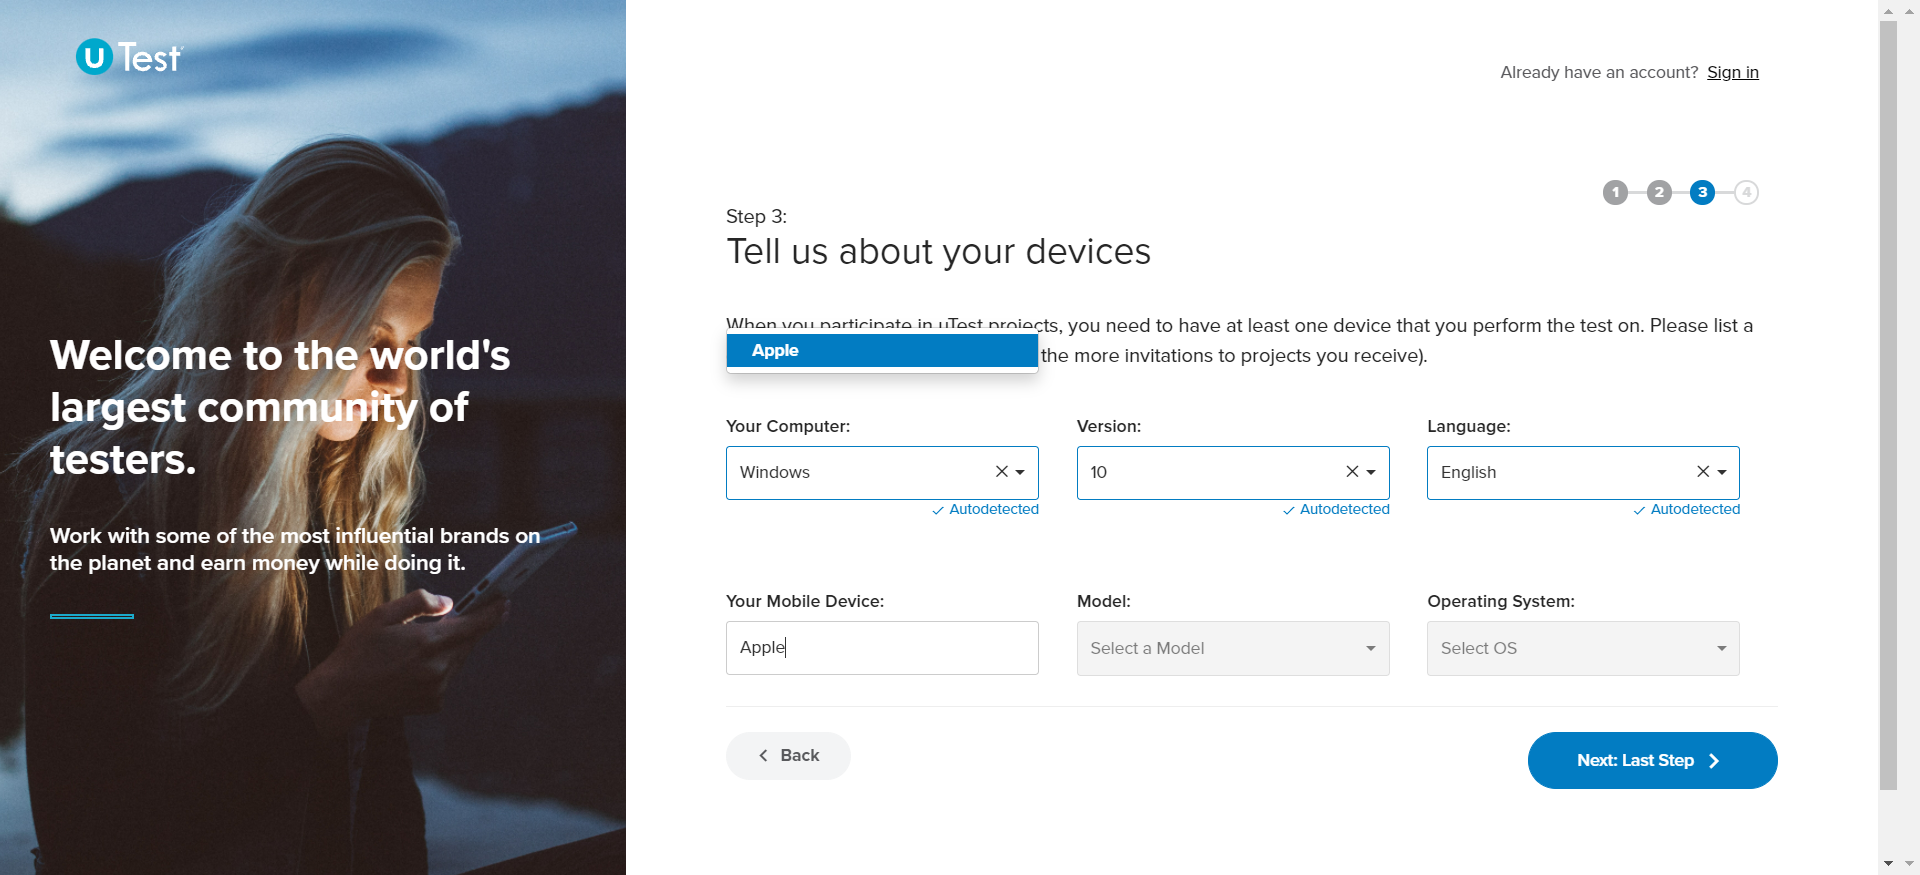 uTest
Welcome to the world's
largest community of
testers.
Work with some of the most influential brands on
the planet and earn money while doing it.
Already have an account? Sign in
1 2 3 4
Step 3:
Tell us about your devices
When you participate in uTest projects, you need to have at least one device that you perform the test on. Please list a
the more invitations to projects you receive).
Apple
Your Computer: Version: Language:
Windows 10 English
Autodetected Autodetected Autodetected
Your Mobile Device: Model: Operating System:
Apple Select a Model Select OS
Back Next: Last Step